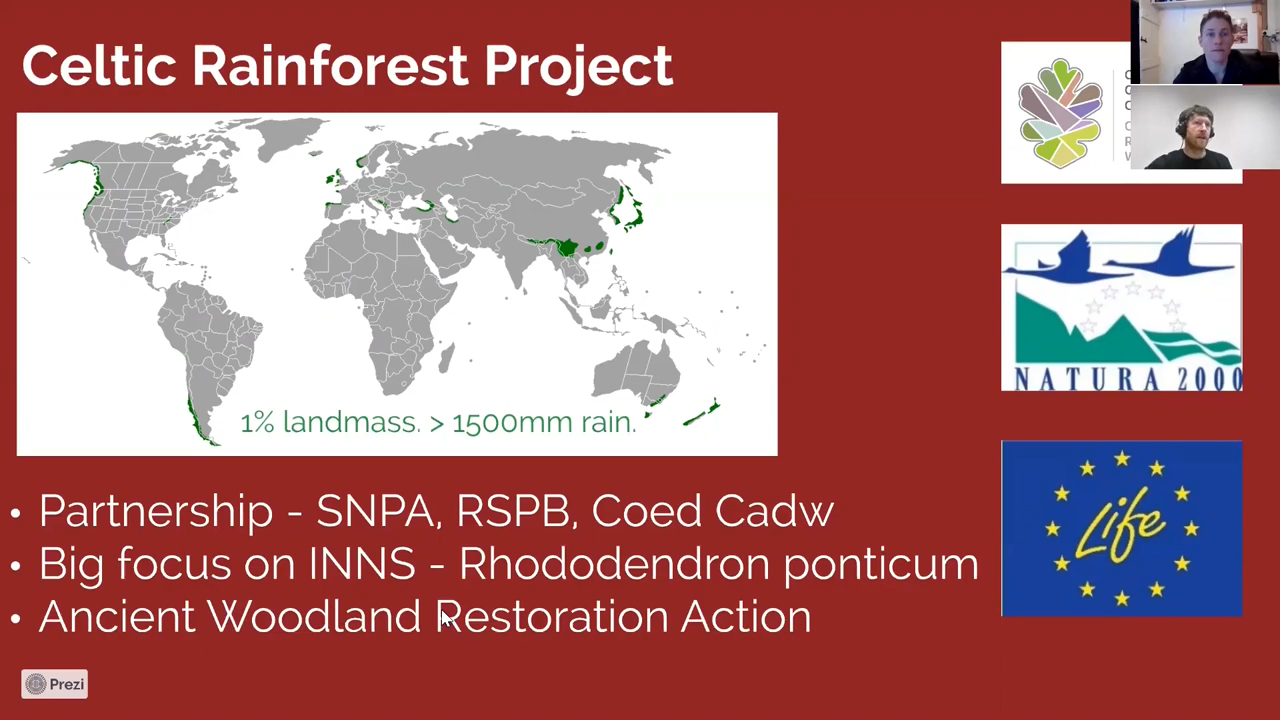 Celtic Rainforest Project
1% landmass. > 1500mm rain.
• Partnership - SNPA, RSPB, Coed Cadw
• Big focus on INNS - Rhododendron ponticum
• Ancient Woodland Restoration Action
NATURA 2000
Life
Prezi